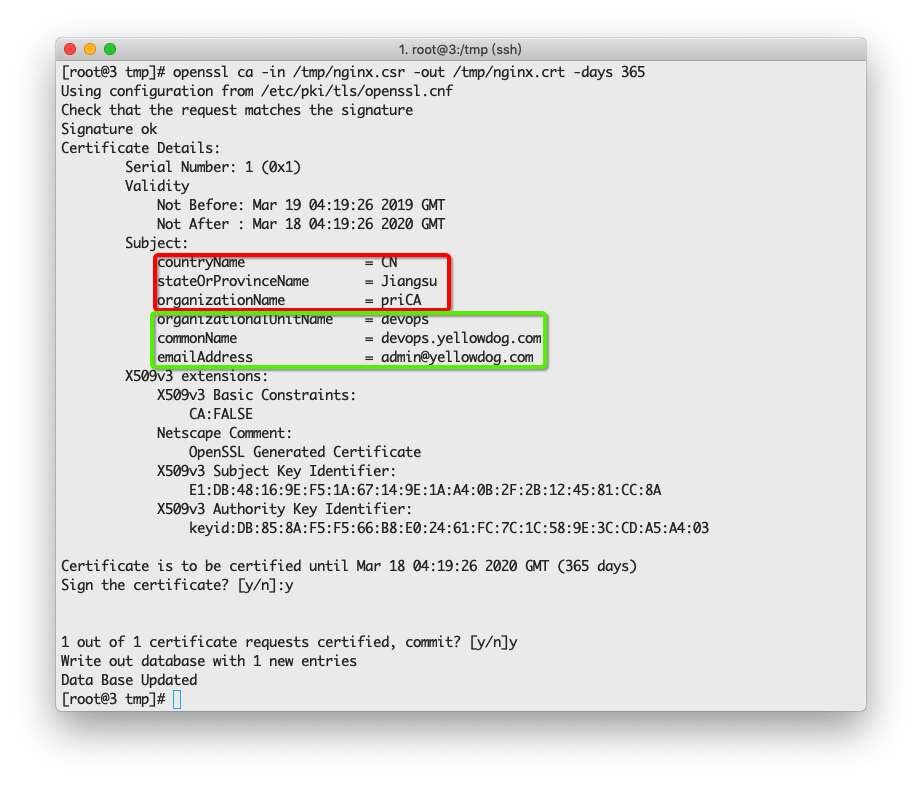 1. root@3:/tmp (ssh)
[root@3 tmp]# openssl ca -in /tmp/nginx.csr -out /tmp/nginx.crt -days 365
Using configuration from /etc/pki/tls/openssl.cnf
Check that the request matches the signature
Signature ok
Certificate Details:
        Serial Number: 1 (0x1)
        Validity
            Not Before: Mar 19 04:19:26 2019 GMT
            Not After : Mar 18 04:19:26 2020 GMT
        Subject:
            countryName               = CN
            stateOrProvinceName       = Jiangsu
            organizationName          = priCA
            organizationalUnitName    = devops
            commonName                = devops.yellowdog.com
            emailAddress              = admin@yellowdog.com
        X509v3 extensions:
            X509v3 Basic Constraints:
                CA:FALSE
            Netscape Comment:
                OpenSSL Generated Certificate
            X509v3 Subject Key Identifier:
                E1:DB:48:16:9E:F5:1A:67:14:9E:1A:A4:0B:2F:2B:12:45:81:CC:8A
            X509v3 Authority Key Identifier:
                keyid:DB:85:8A:F5:F5:66:B8:E0:24:61:FC:7C:1C:58:9E:3C:CD:A5:A4:03
Certificate is to be certified until Mar 18 04:19:26 2020 GMT (365 days)
Sign the certificate? [y/n]:y
1 out of 1 certificate requests certified, commit? [y/n]y
Write out database with 1 new entries
Data Base Updated
[root@3 tmp]#